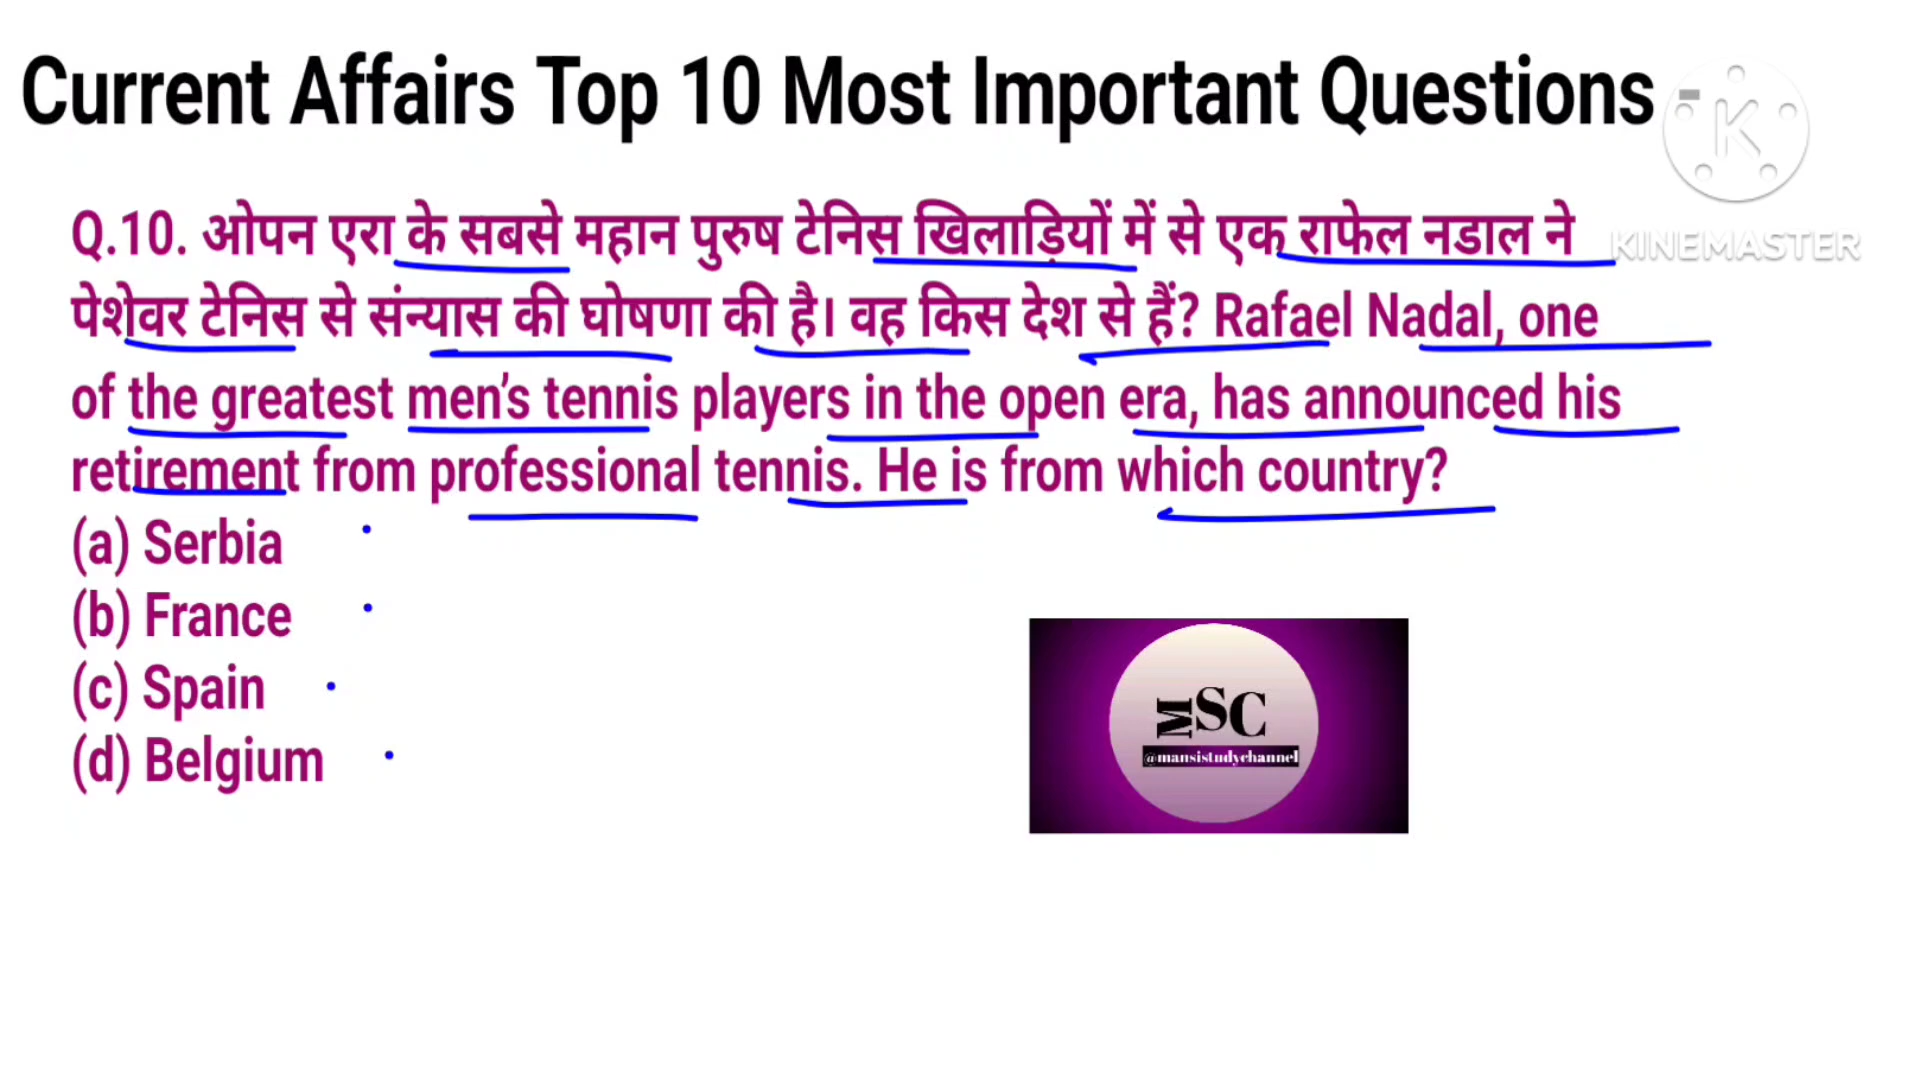 Current Affairs Top 10 Most Important Questions -
KINEMASTER
Q.10. ओपन एरा के सबसे महान पुरुष टेनिस खिलाड़ियों में से एक राफेल नडाल ने
पेशेवर टेनिस से संन्यास की घोषणा की है। वह किस देश से हैं? Rafael Nadal, one
of the greatest men’s tennis players in the open era, has announced his
retirement from professional tennis. He is from which country?
(a) Serbia
(b) France
(c) Spain
(d) Belgium
MSC
@mansistudychannel